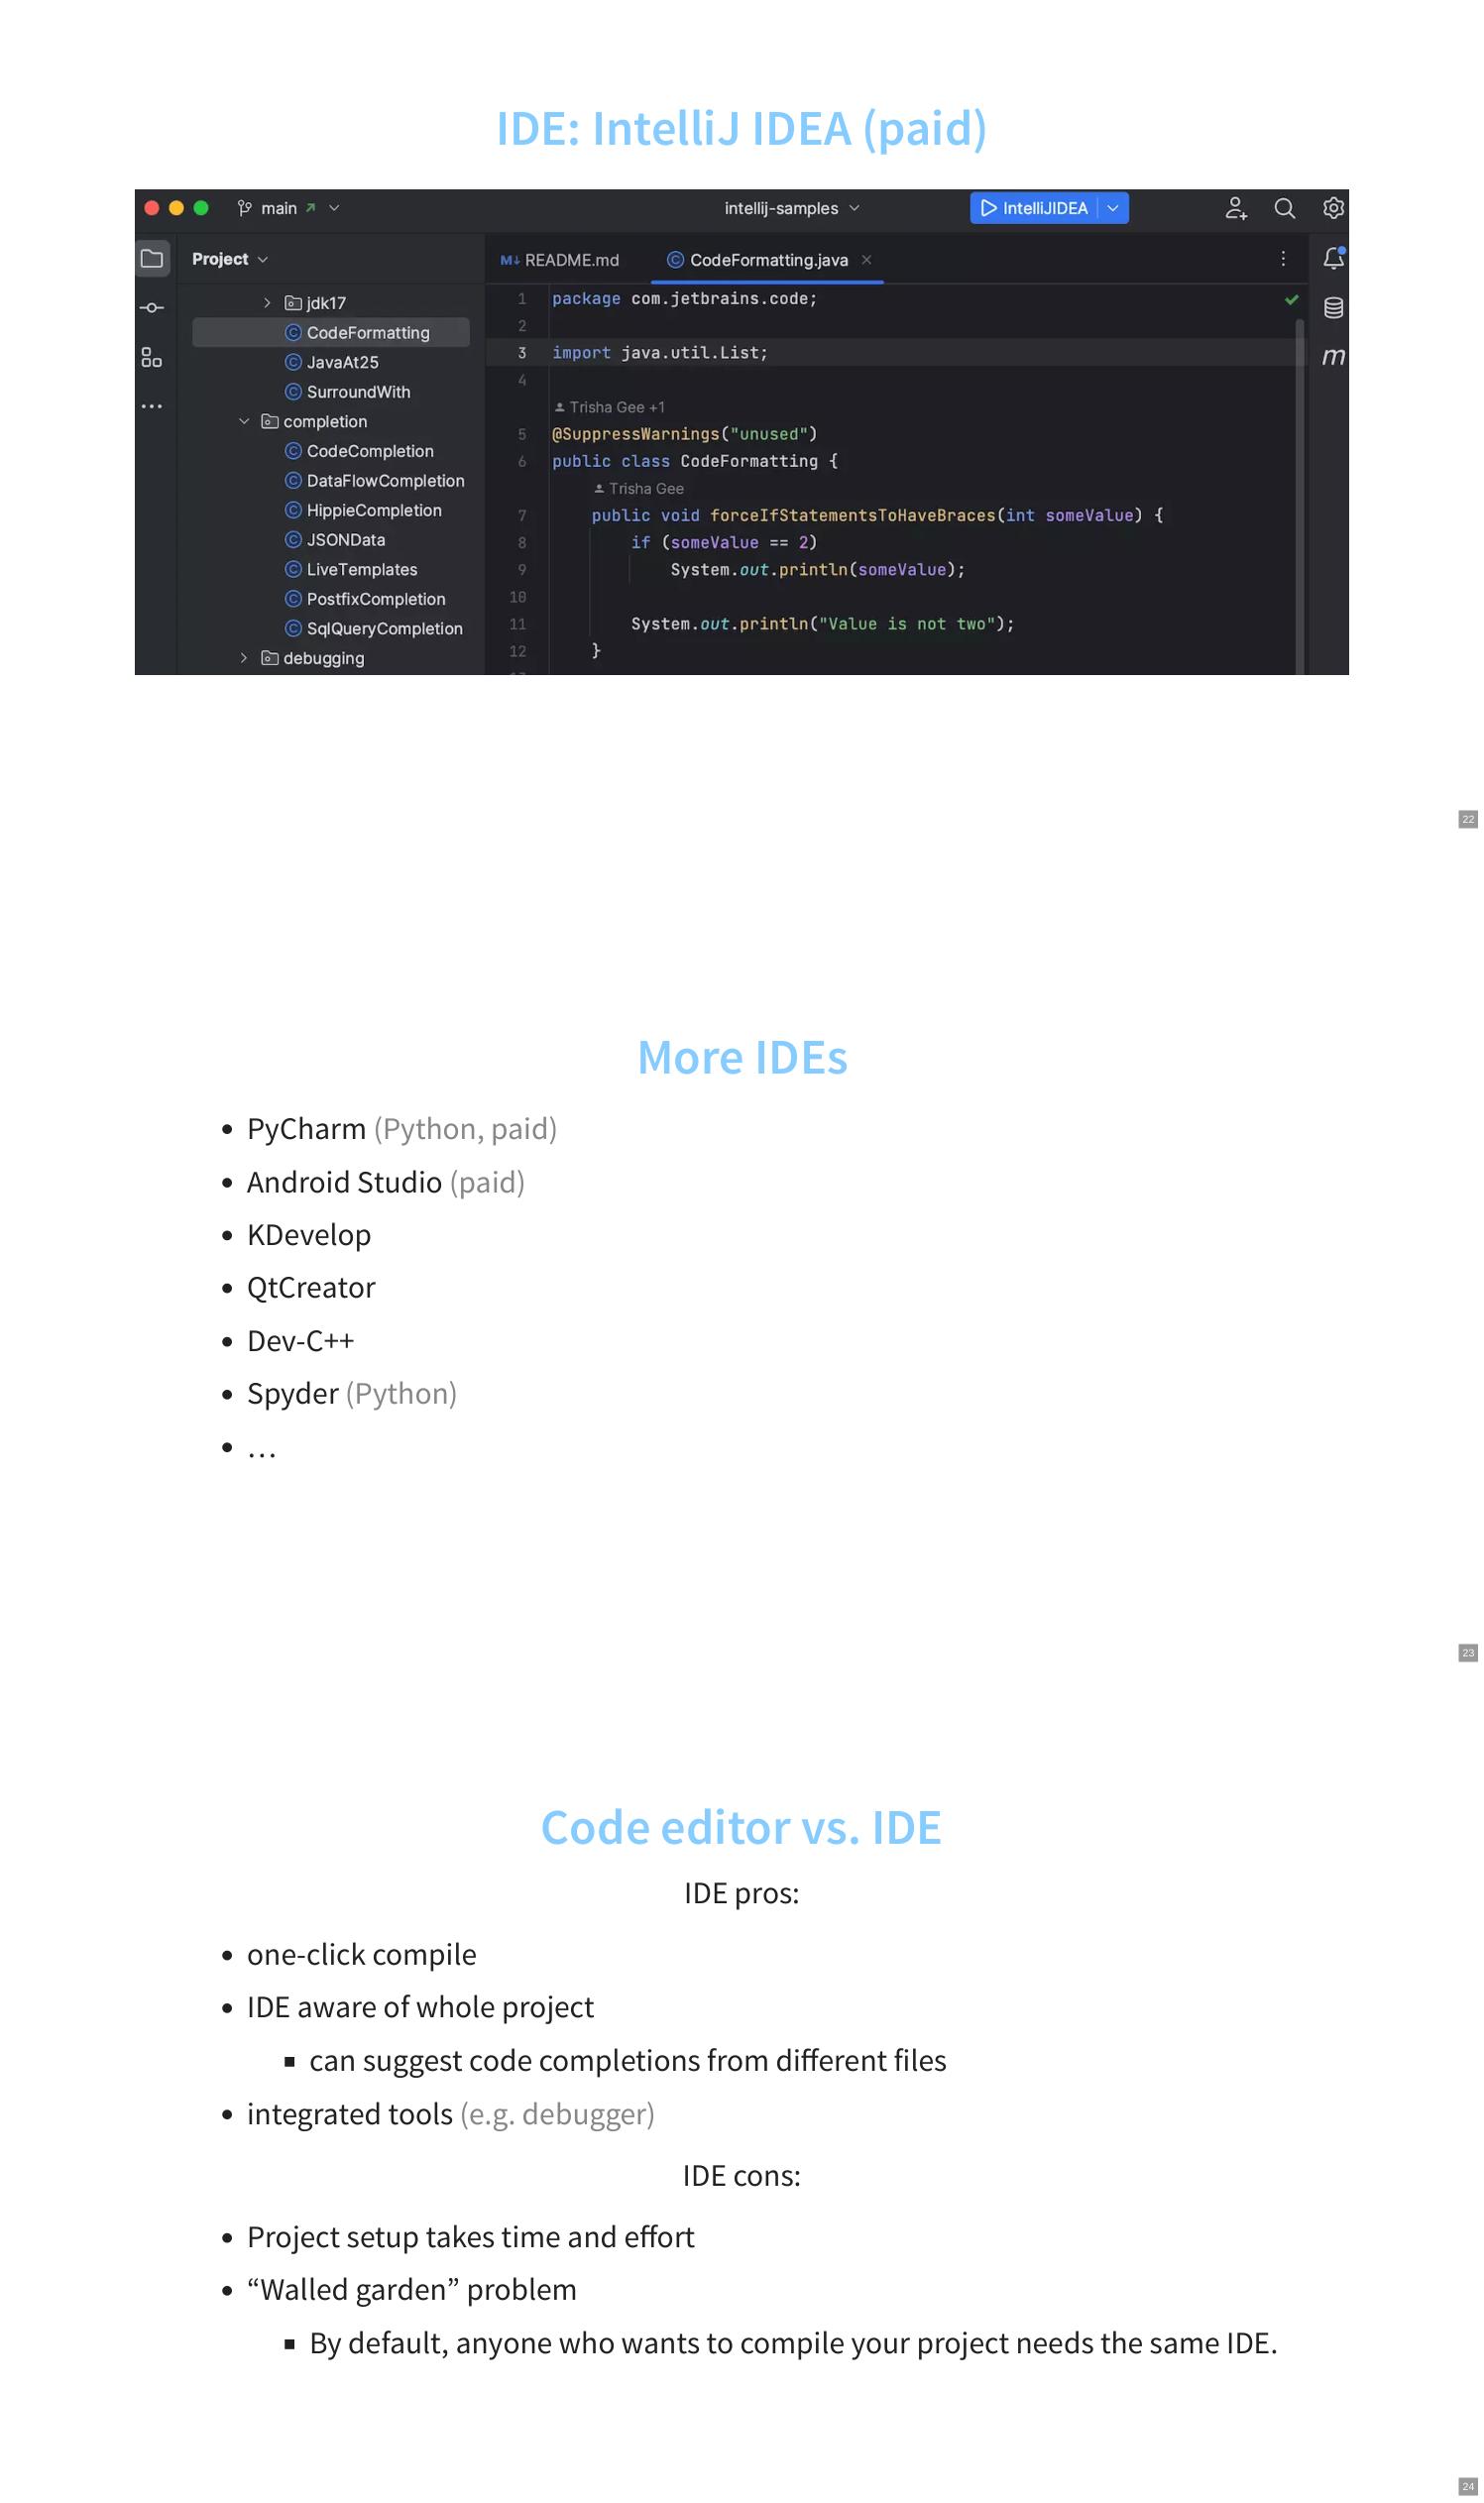 IDE: IntelliJ IDEA (paid)
main
intellij-samples
IntelliJIDEA
Project
README.md
CodeFormatting.java
jdk17
CodeFormatting
JavaAt25
SurroundWith
completion
CodeCompletion
DataFlowCompletion
HippieCompletion
JSONData
LiveTemplates
PostfixCompletion
SqlQueryCompletion
debugging
1 package com.jetbrains.code;
2
3 import java.util.List;
4
Trisha Gee +1
5 @SuppressWarnings("unused")
6 public class CodeFormatting {
Trisha Gee
7 public void forceIfStatementsToHaveBraces(int someValue) {
8 if (someValue == 2)
9 System.out.println(someValue);
10
11 System.out.println("Value is not two");
12 }
m
22
More IDEs
• PyCharm (Python, paid)
• Android Studio (paid)
• KDevelop
• QtCreator
• Dev-C++
• Spyder (Python)
• …
23
Code editor vs. IDE
IDE pros:
• one-click compile
• IDE aware of whole project
▪ can suggest code completions from different files
• integrated tools (e.g. debugger)
IDE cons:
• Project setup takes time and effort
• “Walled garden” problem
▪ By default, anyone who wants to compile your project needs the same IDE.
24